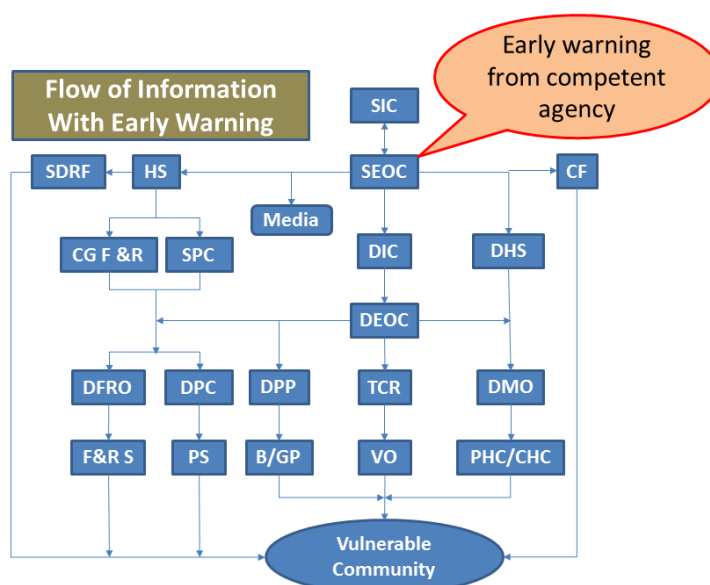 Early warning
from competent
agency
Flow of Information
With Early Warning
SIC
SDRF
HS
SEOC
CF
Media
CG F &R
SPC
DIC
DHS
DEOC
DFRO
DPC
DPP
TCR
DMO
F&R S
PS
B/GP
VO
PHC/CHC
Vulnerable
Community